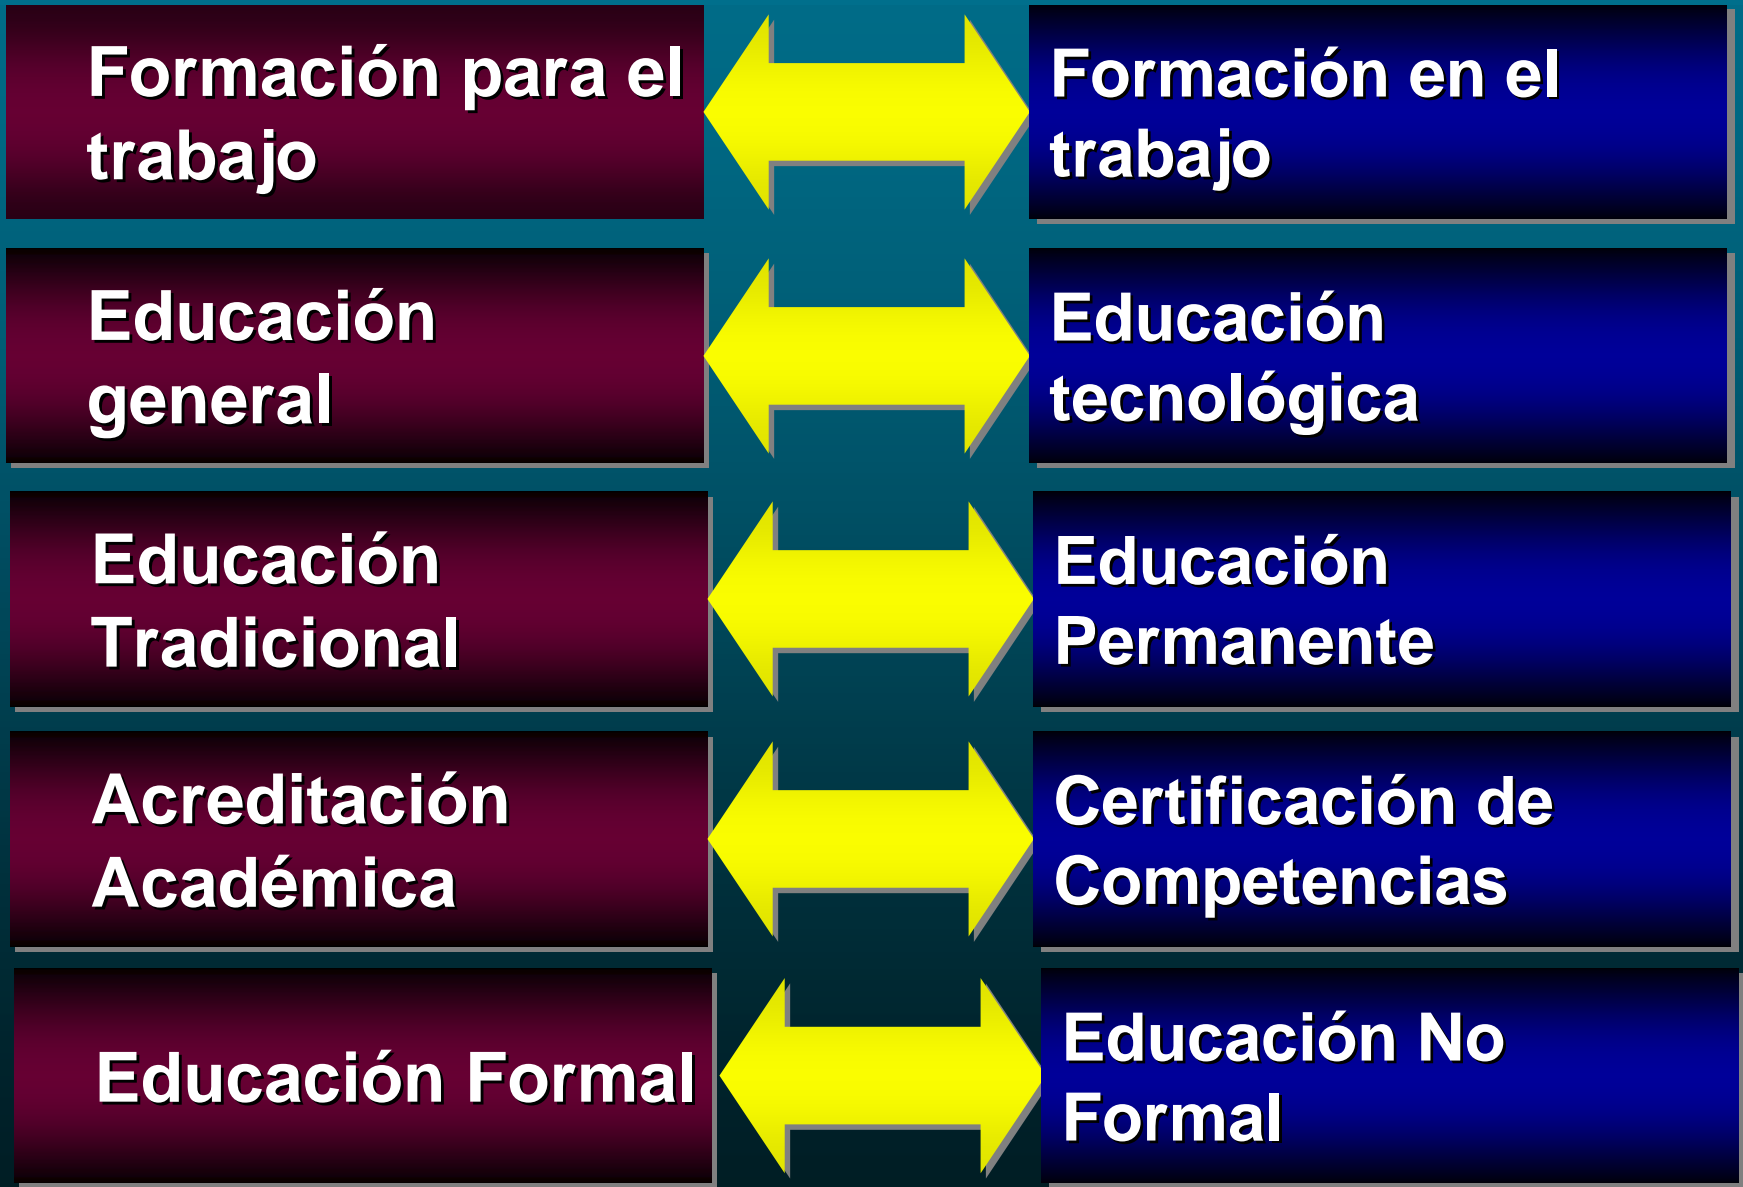 Formación para el
trabajo
Formación en el
trabajo
Educación
general
Educación
tecnológica
Educación
Tradicional
Educación
Permanente
Acreditación
Académica
Certificación de
Competencias
Educación Formal
Educación No
Formal